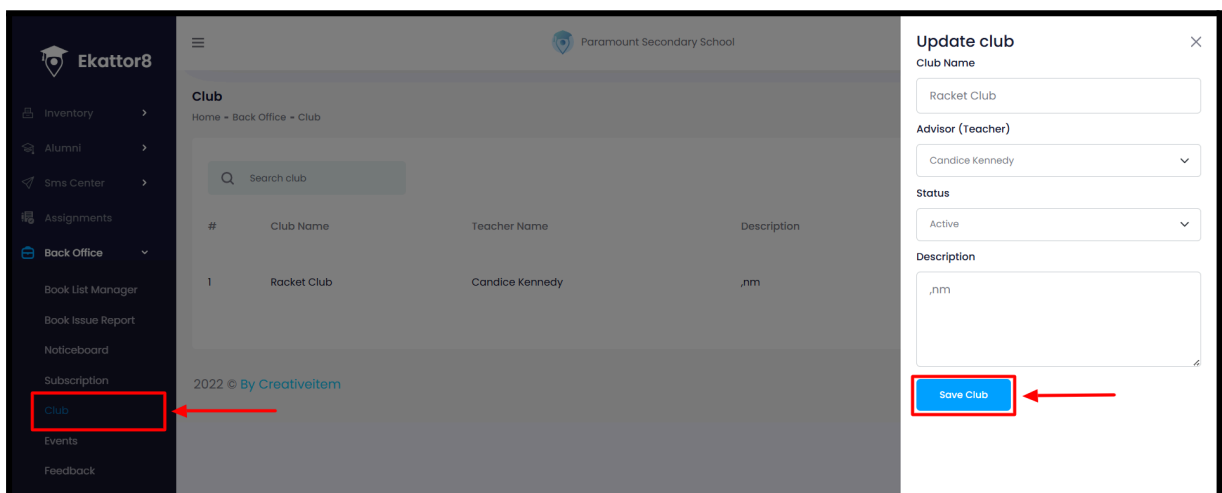 Ekattor8
Inventory
Alumni
Sms Center
Assignments
Back Office
Book List Manager
Book Issue Report
Noticeboard
Subscription
Club
Events
Feedback
Paramount Secondary School
Club
Home - Back Office - Club
Search club
# Club Name Teacher Name Description
1 Racket Club Candice Kennedy ,nm
2022 © By Creativeitem
Update club
Club Name
Racket Club
Advisor (Teacher)
Candice Kennedy
Status
Active
Description
,nm
Save Club